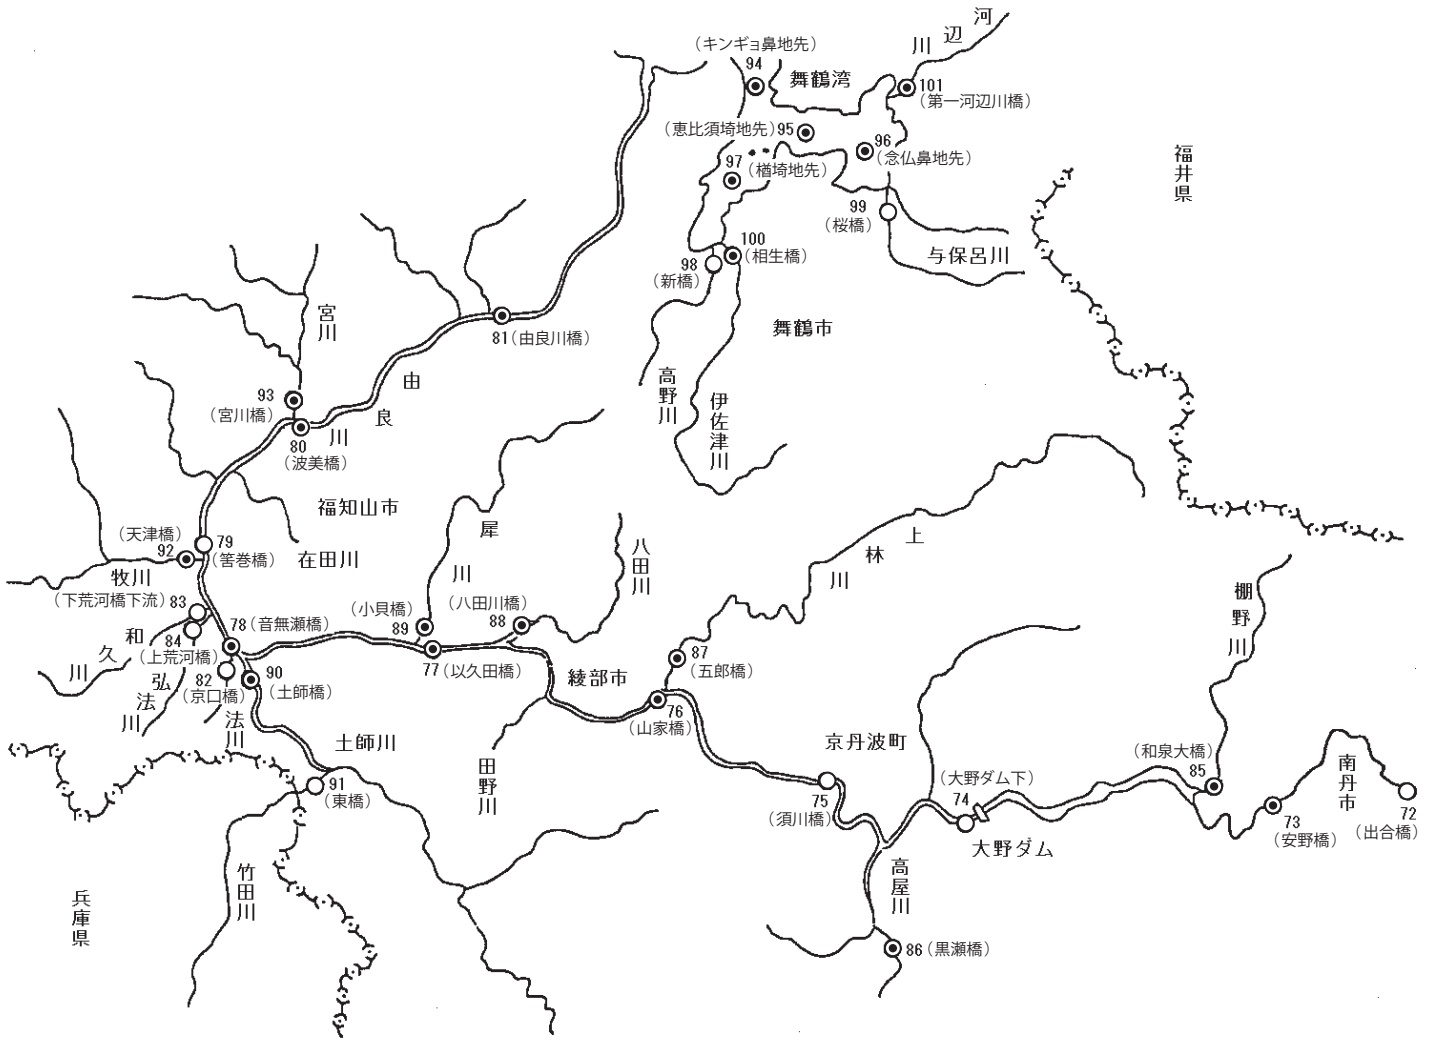 河辺川
(キンギョ鼻地先)
94
舞鶴湾
101
(第一河辺川橋)
(恵比須埼地先) 95
96
(念仏鼻地先)
97
(楢埼地先)
福井県
99
(桜橋)
与保呂川
100
(相生橋)
98
(新橋)
舞鶴市
高野川
伊佐津川
宮川
81 (由良川橋)
由良川
93
(宮川橋)
80
(波美橋)
福知山市
在田川
(天津橋)
92
79
(筈巻橋)
牧川
犀川
八田川
上林川
棚野川
(下荒河橋下流) 83
84
(上荒河橋)
和久川
弘法川
78 (音無瀬橋)
82
(京口橋)
90
(土師橋)
法川
(小貝橋)
89
(八田川橋)
88
77 (以久田橋)
綾部市
87
(五郎橋)
76
(山家橋)
土師川
91
(東橋)
田野川
竹田川
兵庫県
京丹波町
75
(須川橋)
(大野ダム下)
74
大野ダム
高屋川
86 (黒瀬橋)
(和泉大橋)
85
73
(安野橋)
南丹市
72
(出合橋)